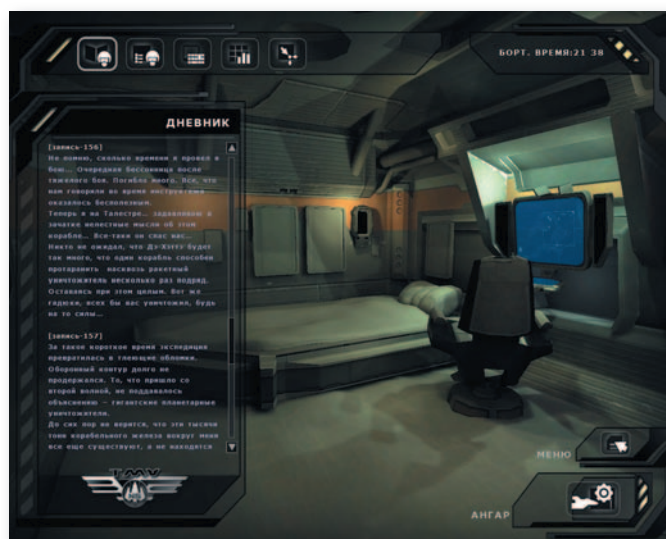 БОРТ. ВРЕМЯ:21 38
ДНЕВНИК
[запись-156]
Не помню, сколько времени я провел в
бою... Очередная бессонница после
тяжелого боя. Погибло много. Все, что
нам говорили во время инструктажа
оказалось бесполезным.
Теперь я на Талестре... задавливаю в
зачатке нелестные мысли об этом
корабле... Все-таки он спас нас...
Никто не ожидал, что будет
так много, что один корабль способен
протаранить насквозь ракетный
уничтожитель несколько раз подряд.
Оставаясь при этом целым. Вот же
гадюки, всех бы вас уничтожил, будь
на то силы...
[запись-157]
За такое короткое время экспедиция
превратилась в тлеющие обломки.
Оборонный контур долго не
продержался. То, что пришло со
второй волной, не поддавалось
объяснению – гигантские планетарные
уничтожители.
До сих пор не верится, что эти тысячи
тонн корабельного железа вокруг меня
все еще существуют, а не находятся
ТМУ
МЕНЮ
АНГАР